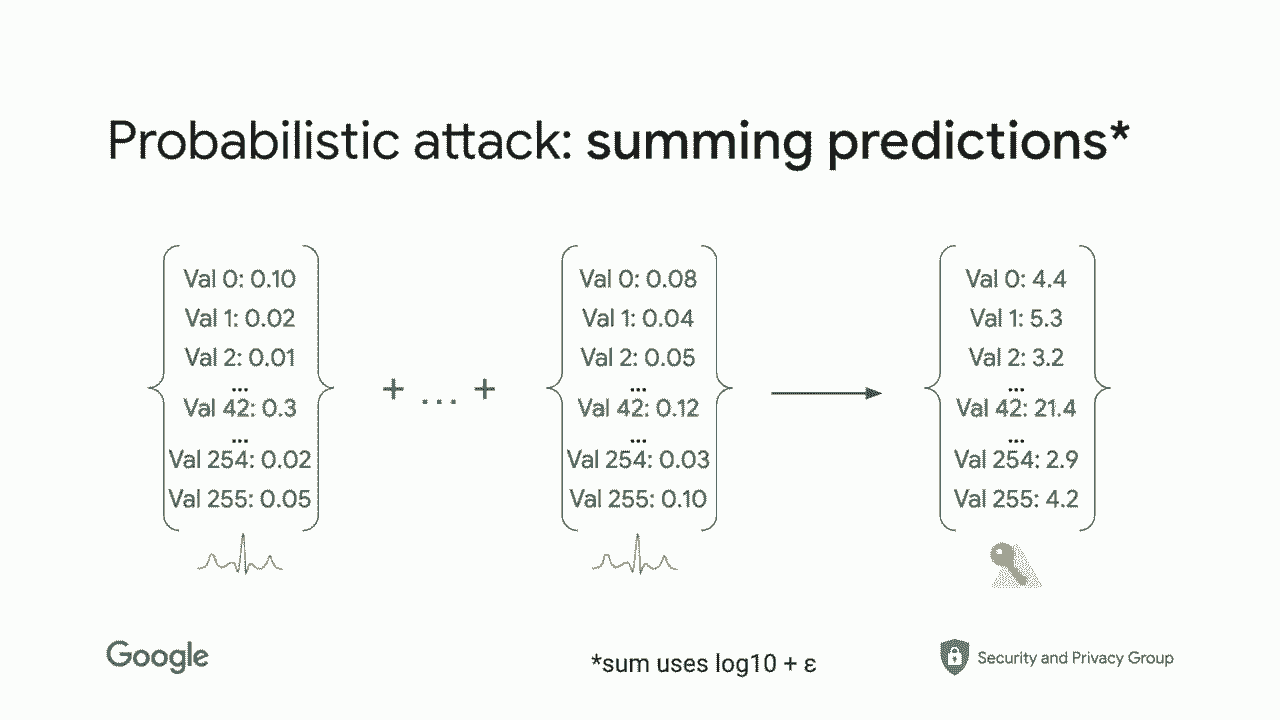 Probabilistic attack: summing predictions*
Val 0: 0.10
Val 1: 0.02
Val 2: 0.01
...
Val 42: 0.3
...
Val 254: 0.02
Val 255: 0.05
+ ... +
Val 0: 0.08
Val 1: 0.04
Val 2: 0.05
...
Val 42: 0.12
...
Val 254: 0.03
Val 255: 0.10
Val 0: 4.4
Val 1: 5.3
Val 2: 3.2
...
Val 42: 21.4
...
Val 254: 2.9
Val 255: 4.2
Google
*sum uses log10 + ε
Security and Privacy Group